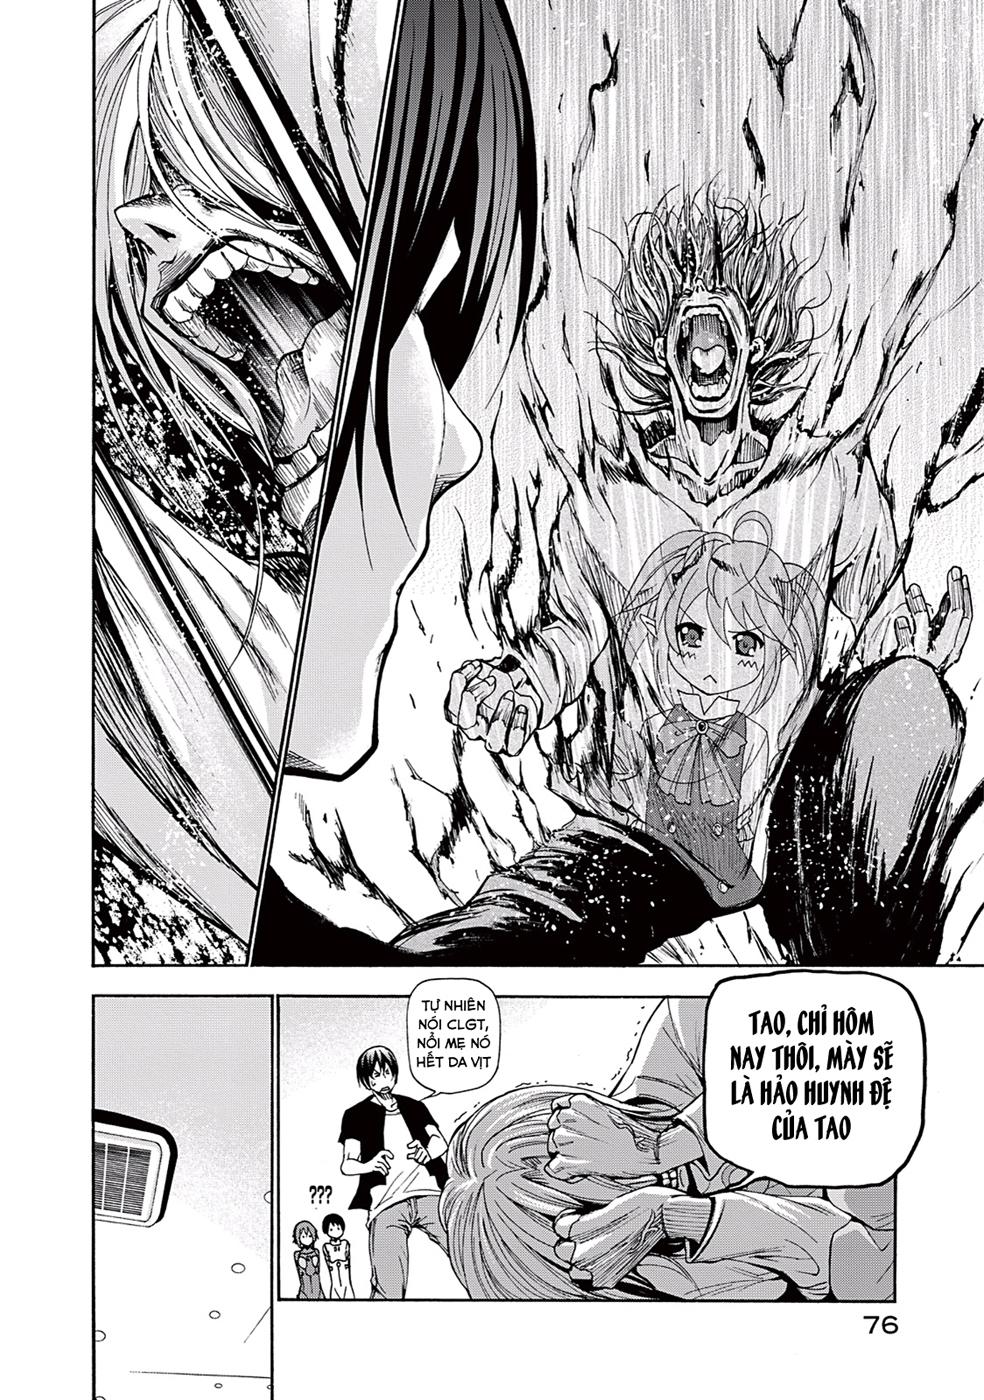 TAO, CHỈ HÔM
NAY THÔI, MÀY SẼ
LÀ HẢO HUYNH ĐỆ
CỦA TAO
TỰ NHIÊN
NÓI CLGT,
NỔI MẸ NÓ
HẾT DA VỊT
???
76